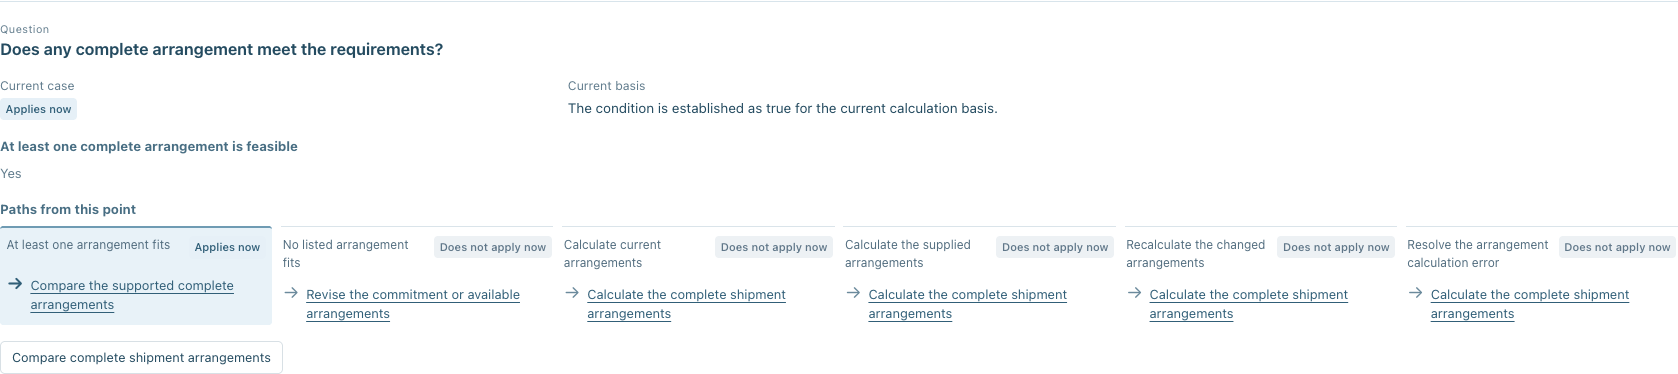 Question
Does any complete arrangement meet the requirements?
Current case
Applies now
Current basis
The condition is established as true for the current calculation basis.
At least one complete arrangement is feasible
Yes
Paths from this point
At least one arrangement fits
Applies now
→ Compare the supported complete
arrangements
No listed arrangement
fits
Does not apply now
→ Revise the commitment or available
arrangements
Calculate current
arrangements
Does not apply now
→ Calculate the complete shipment
arrangements
Calculate the supplied
arrangements
Does not apply now
→ Calculate the complete shipment
arrangements
Recalculate the changed
arrangements
Does not apply now
→ Calculate the complete shipment
arrangements
Resolve the arrangement
calculation error
Does not apply now
→ Calculate the complete shipment
arrangements
Compare complete shipment arrangements